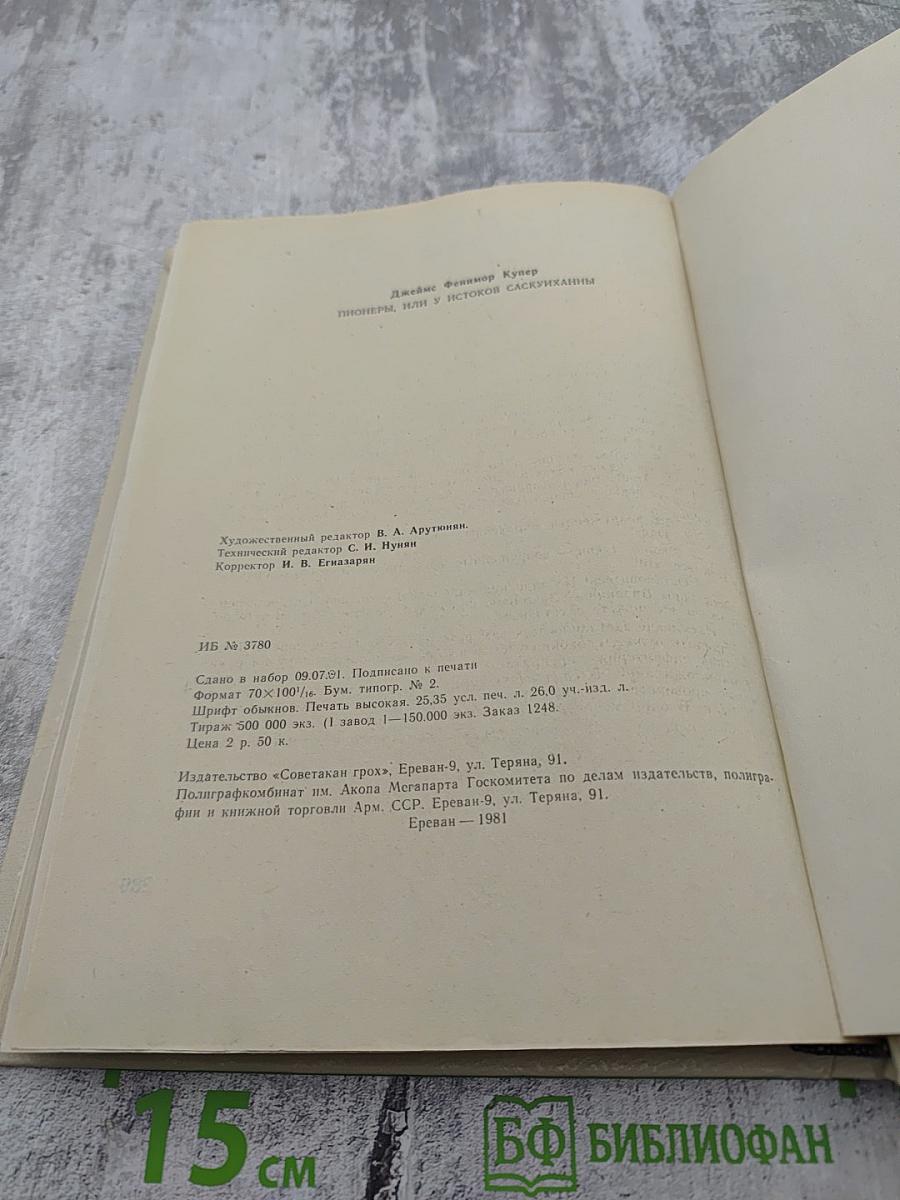 Джеймс Фенимор Купер
ПИОНЕРЫ, ИЛИ У ИСТОКОВ САСКУИХАННЫ
Художественный редактор В. А. Арутюнян.
Технический редактор С. И. Нунян
Корректор И. В. Егиазарян
ИБ № 3780
Сдано в набор 09.07.81. Подписано к печати
Формат 70×100¹/₁₆. Бум. типогр. № 2.
Шрифт обыкнов. Печать высокая. 25,35 усл. печ. л. 26,0 уч.-изд. л.
Тираж 500 000 экз. (I завод 1—150.000 экз. Заказ 1248.
Цена 2 р. 50 к.
Издательство «Советакан грох», Ереван-9, ул. Теряна, 91.
Полиграфкомбинат им. Акопа Мегапарта Госкомитета по делам издательств, полигра-
фии и книжной торговли Арм. ССР. Ереван-9, ул. Теряна, 91.
Ереван — 1981
15 см
БФ БИБЛИОФАН